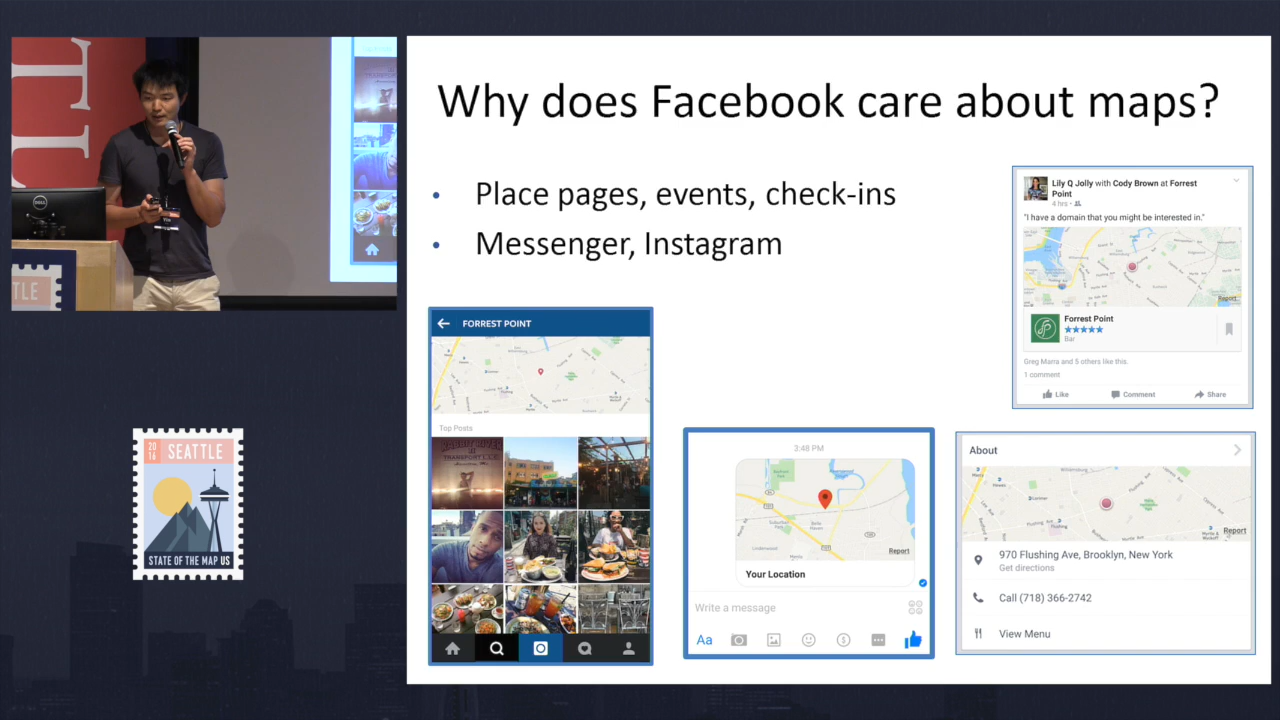 Why does Facebook care about maps?
• Place pages, events, check-ins
• Messenger, Instagram
Lily Q Jolly with Cody Brown at Forrest
Point
4 hrs •
"I have a domain that you might be interested in."
Report
Forrest Point
Bar
Greg Marra and 5 others like this.
1 comment
Like Comment Share
FORREST POINT
Top Posts
3:48 PM
Report
Your Location
Write a message
Aa
About
Report
970 Flushing Ave, Brooklyn, New York
Get directions
Call (718) 366-2742
View Menu
DELL
TLE
20
16
SEATTLE
STATE OF THE MAP US